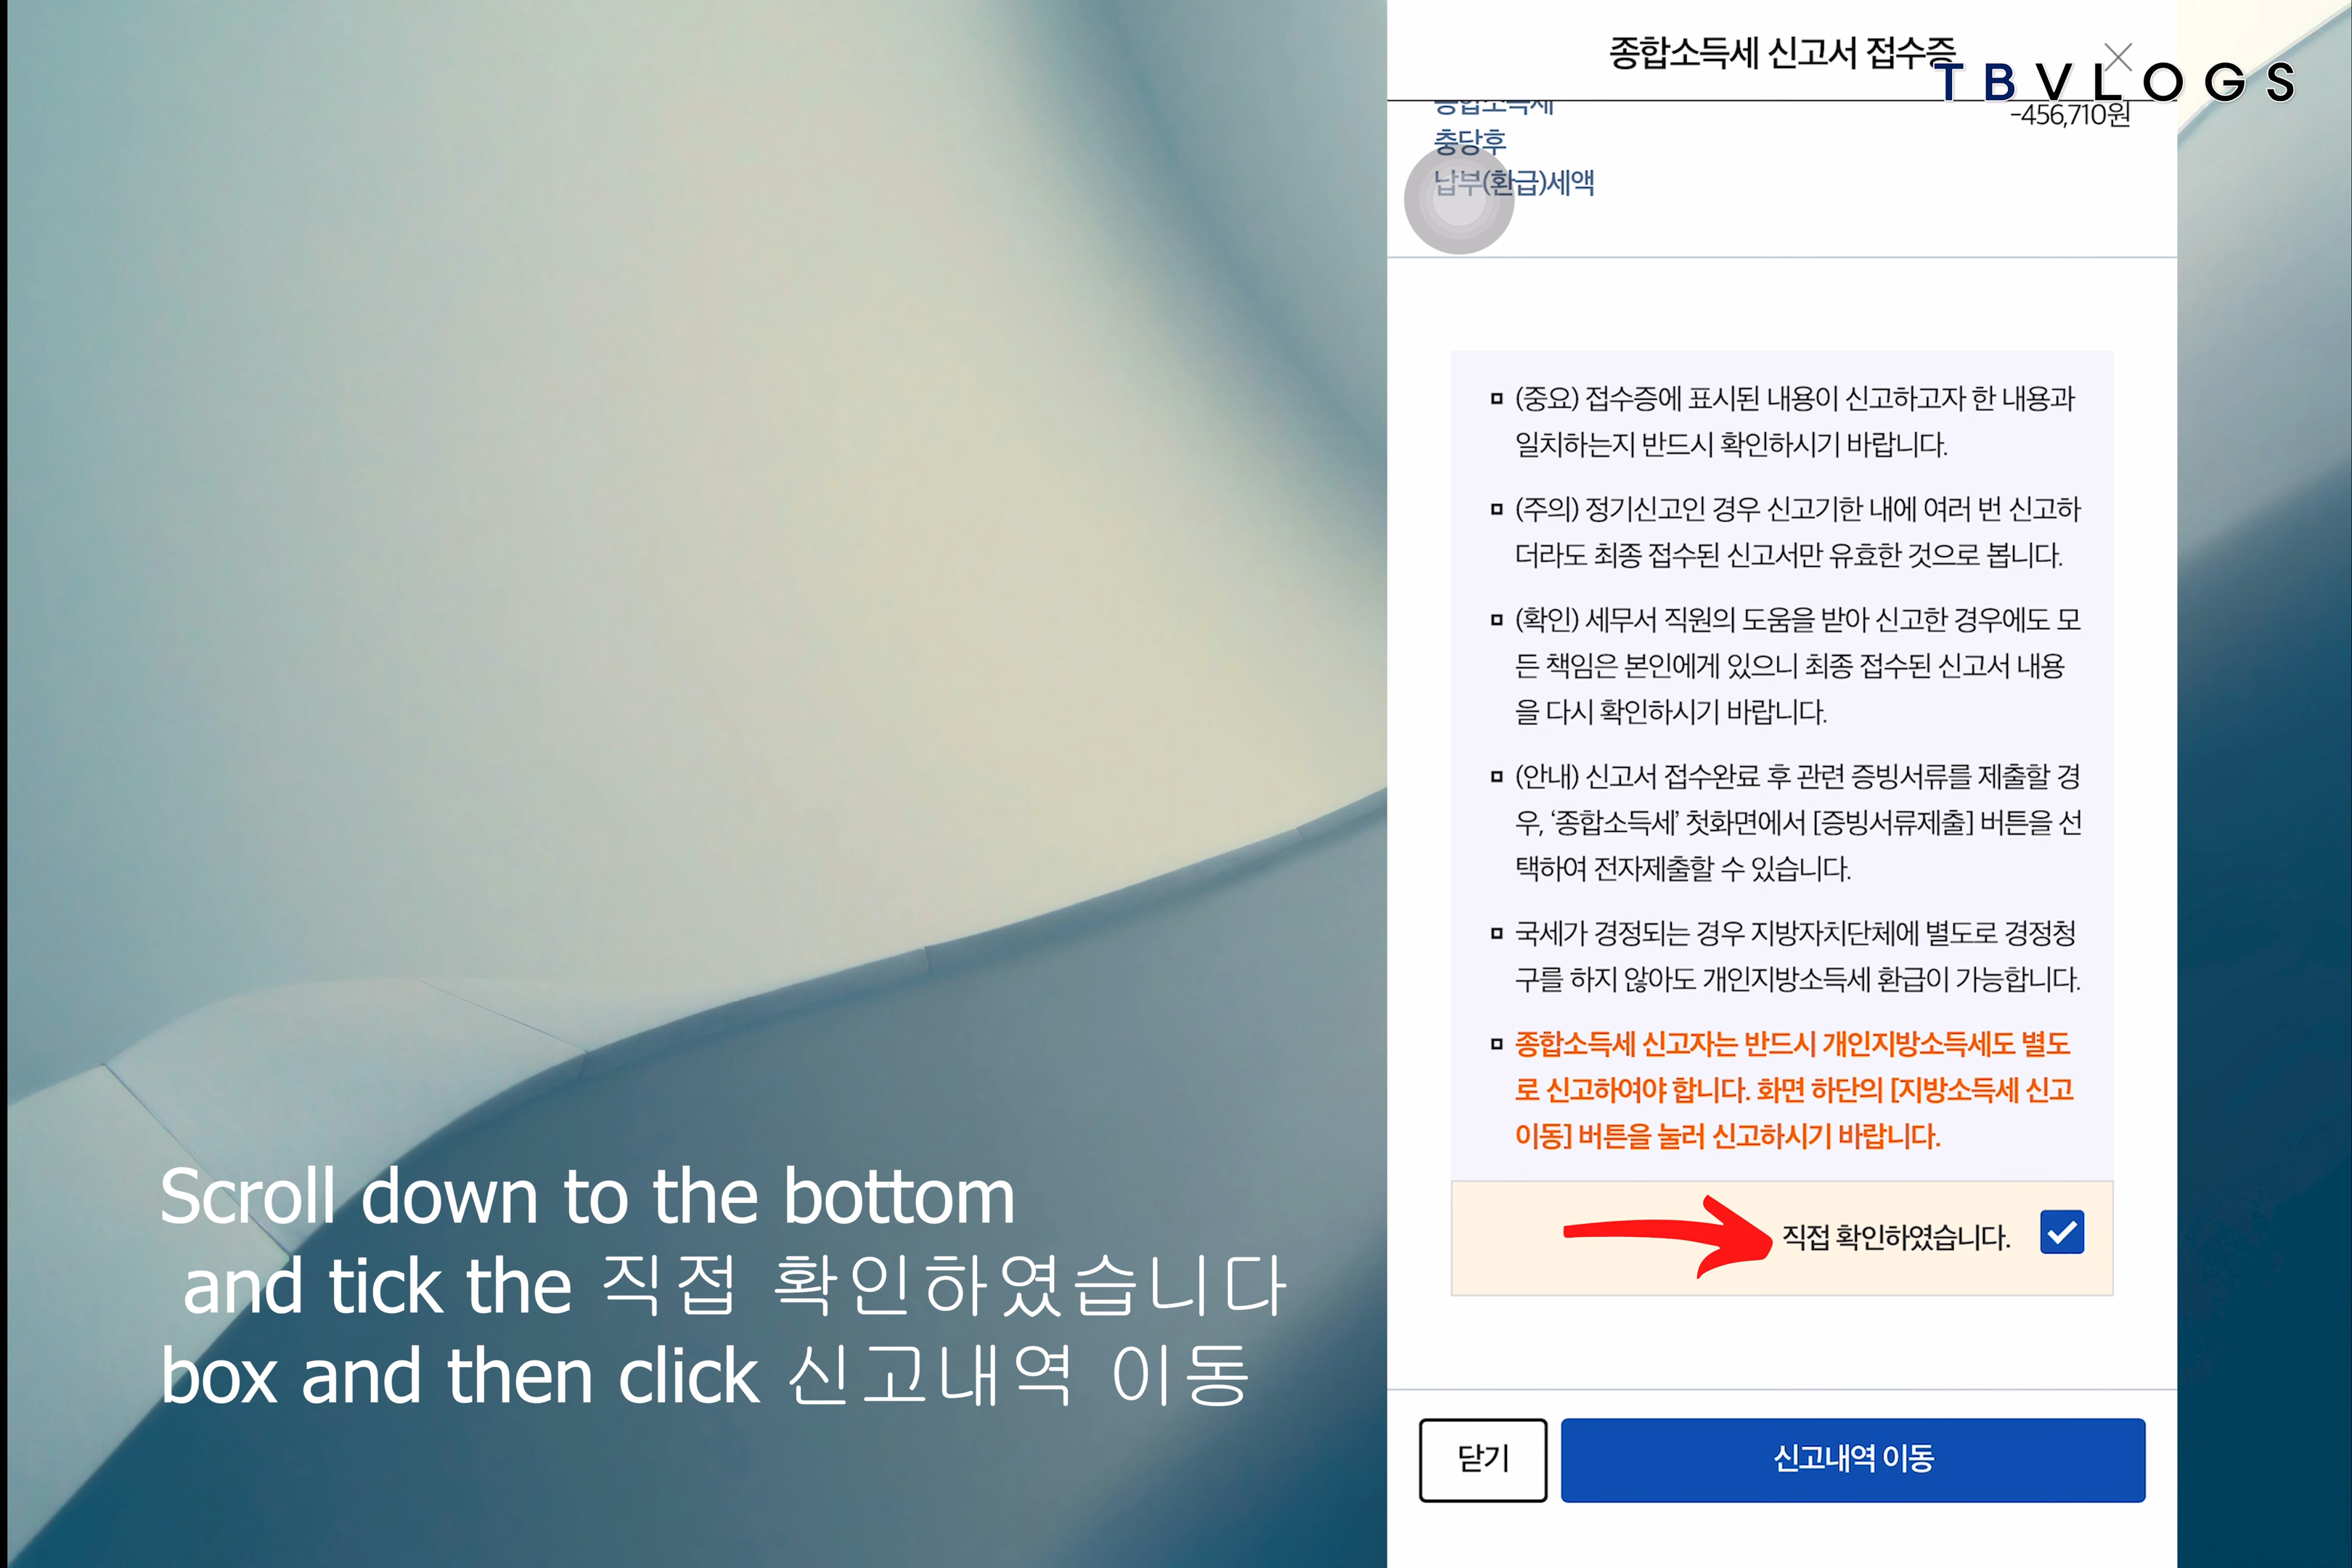 종합소득세 신고서 접수증
TBVLOGS
종합소득세
-456,710원
충당후
납부(환급)세액
(중요) 접수증에 표시된 내용이 신고하고자 한 내용과
일치하는지 반드시 확인하시기 바랍니다.
(주의) 정기신고인 경우 신고기한 내에 여러 번 신고하
더라도 최종 접수된 신고서만 유효한 것으로 봅니다.
(확인) 세무서 직원의 도움을 받아 신고한 경우에도 모
든 책임은 본인에게 있으니 최종 접수된 신고서 내용
을 다시 확인하시기 바랍니다.
(안내) 신고서 접수완료 후 관련 증빙서류를 제출할 경
우, ‘종합소득세’ 첫화면에서 [증빙서류제출] 버튼을 선
택하여 전자제출할 수 있습니다.
국세가 경정되는 경우 지방자치단체에 별도로 경정청
구를 하지 않아도 개인지방소득세 환급이 가능합니다.
종합소득세 신고자는 반드시 개인지방소득세도 별도
로 신고하여야 합니다. 화면 하단의 [지방소득세 신고
이동] 버튼을 눌러 신고하시기 바랍니다.
직접 확인하였습니다.
닫기
신고내역 이동
Scroll down to the bottom
and tick the 직접 확인하였습니다
box and then click 신고내역 이동